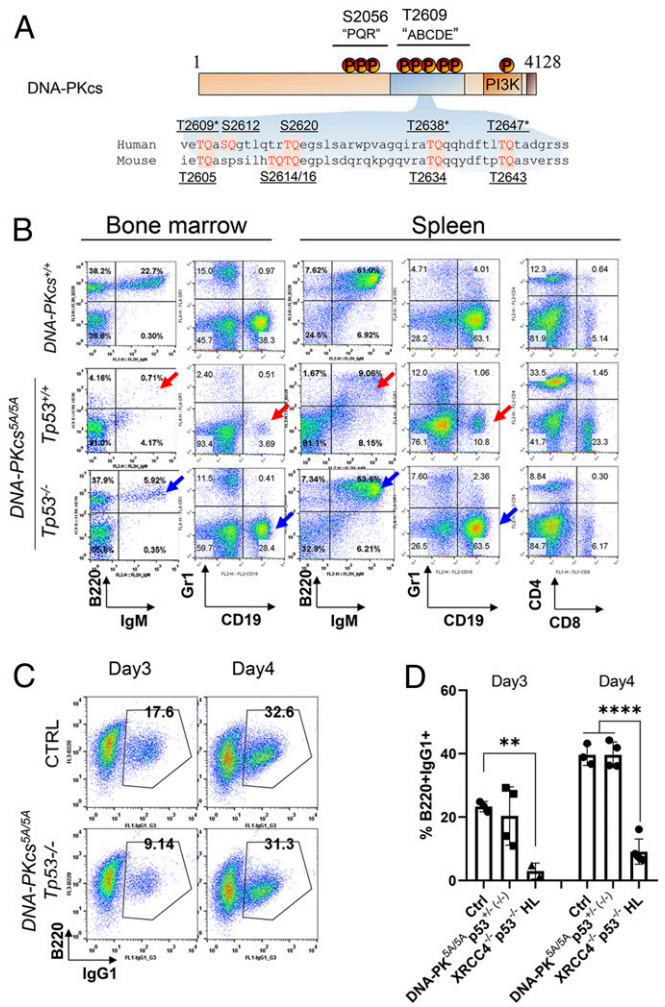 A
S2056 T2609
"PQR" "ABCDE"
1 PPP PPPPP P 4128
DNA-PKcs PI3K
T2609* S2612 S2620 T2638* T2647*
Human veTQaSQgtlqtrTQegslsarwpvagqiraTQqqhdftlTQtadgrss
Mouse ieTQaspsilhTQTQegplsdqrqkpgqvraTQqqydftpTQasverss
T2605 S2614/16 T2634 T2643
B
Bone marrow Spleen
DNA-PKcs+/+
38.2% 22.7% 15.0 0.97 7.62% 61.0% 4.71 4.01 12.3 0.64
0.30% 45.7 38.3 24.5% 6.92% 28.2 63.1 81.9 5.14
DNA-PKcs5A/5A
Tp53+/+
4.16% 0.71% 2.40 0.51 1.67% 9.06% 12.0 1.06 33.5 1.45
91.0% 4.17% 93.4 3.69 81.1% 8.15% 76.1 10.8 41.7 23.3
Tp53-/-
37.9% 5.92% 11.5 0.41 7.34% 53.6% 7.60 2.36 8.84 0.30
55.8% 0.35% 59.7 28.4 32.9% 6.21% 26.5 63.5 84.7 6.17
B220 Gr1 B220 Gr1 CD4
IgM CD19 IgM CD19 CD8
C
Day3 Day4
CTRL
17.6 32.6
FL1-IgG1_G3 FL1-IgG1_G3
DNA-PKcs5A/5A
Tp53-/-
9.14 31.3
FL1-IgG1_G3 FL1-IgG1_G3
B220
IgG1
D
Day3 Day4
** ****
% B220+IgG1+
60
40
20
0
Ctrl
DNA-PK5A/5A p53+/- (-/-)
XRCC4-/- p53-/- HL
Ctrl
DNA-PK5A/5A p53+/- (-/-)
XRCC4-/- p53-/- HL